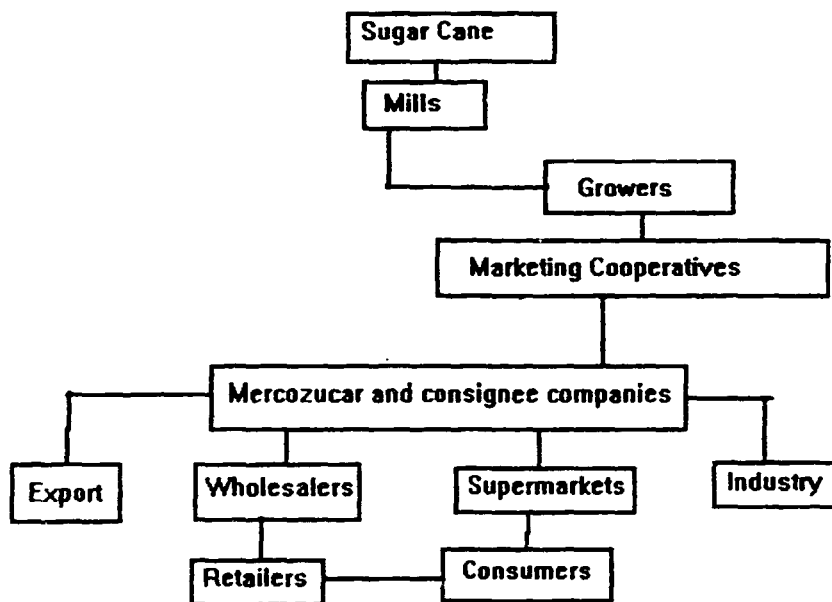 Sugar Cane
Mills
Growers
Marketing Cooperatives
Mercozucar and consignee companies
Export
Wholesalers
Supermarkets
Industry
Retailers
Consumers